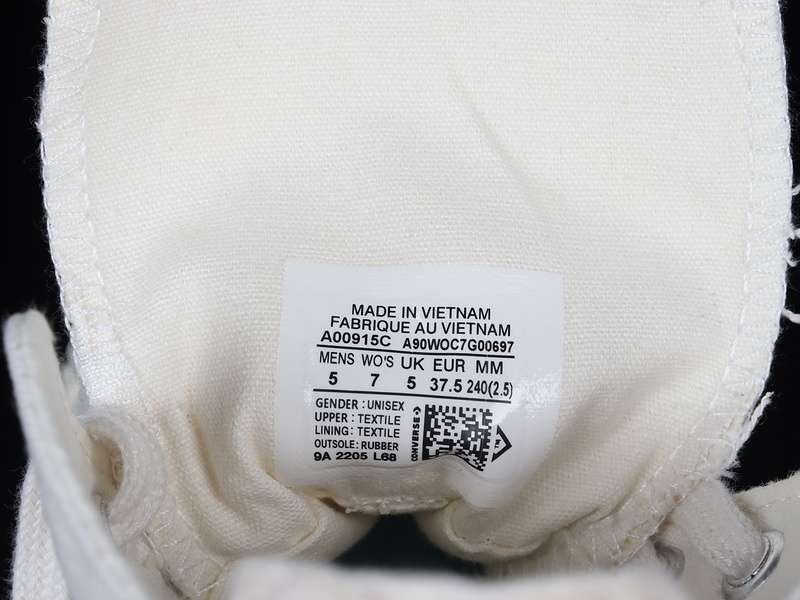 MADE IN VIETNAM
FABRIQUE AU VIETNAM
A00915C A90WOC7G00697
MENS WO'S UK EUR MM
5 7 5 37.5 240(2.5)
GENDER : UNISEX
UPPER : TEXTILE
LINING: TEXTILE
OUTSOLE: RUBBER
9A 2205 L68
CONVERSE